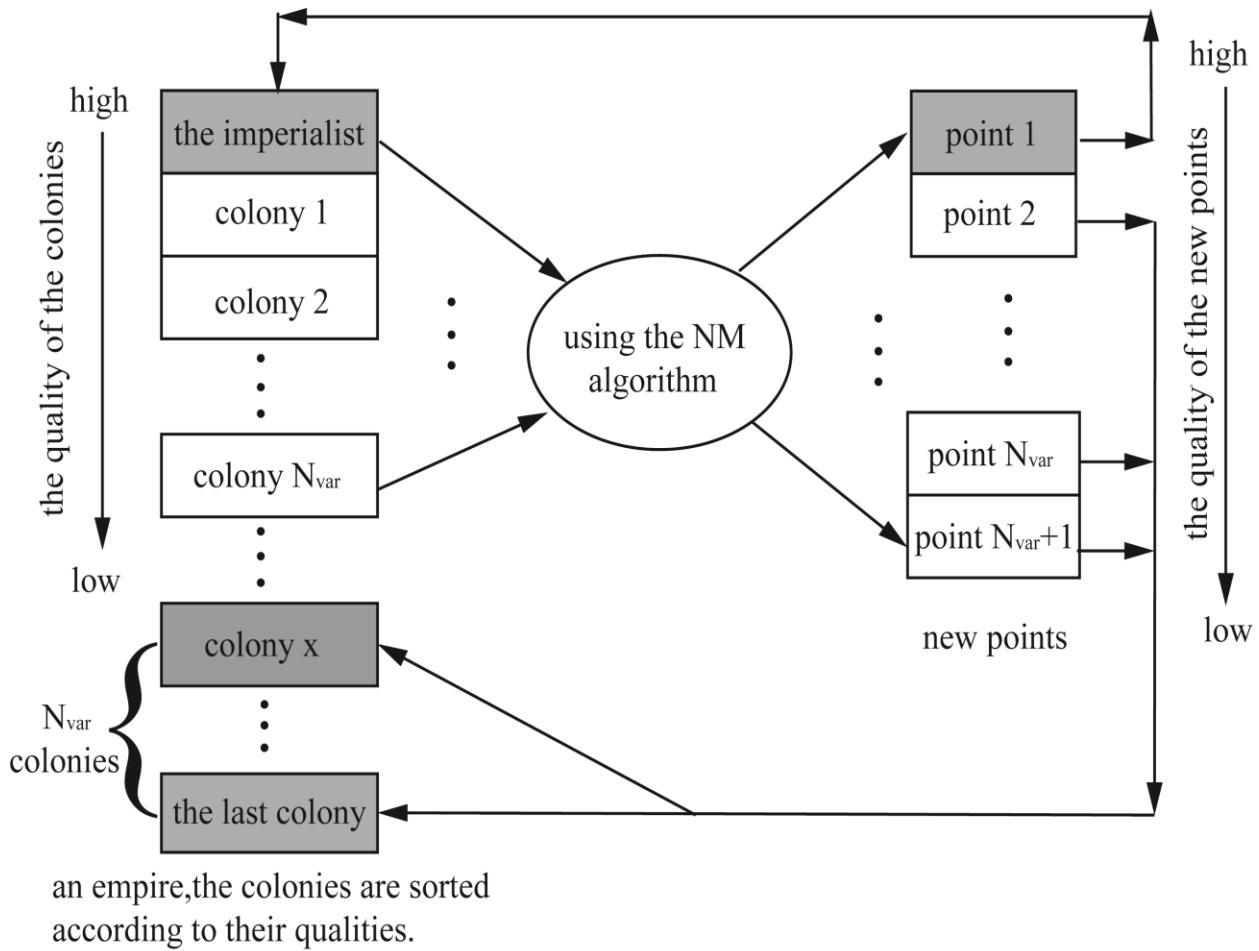 high
the quality of the colonies
low
the imperialist
colony 1
colony 2
colony Nvar
colony x
the last colony
Nvar
colonies
an empire,the colonies are sorted
according to their qualities.
using the NM
algorithm
point 1
point 2
point Nvar
point Nvar+1
new points
high
the quality of the new points
low